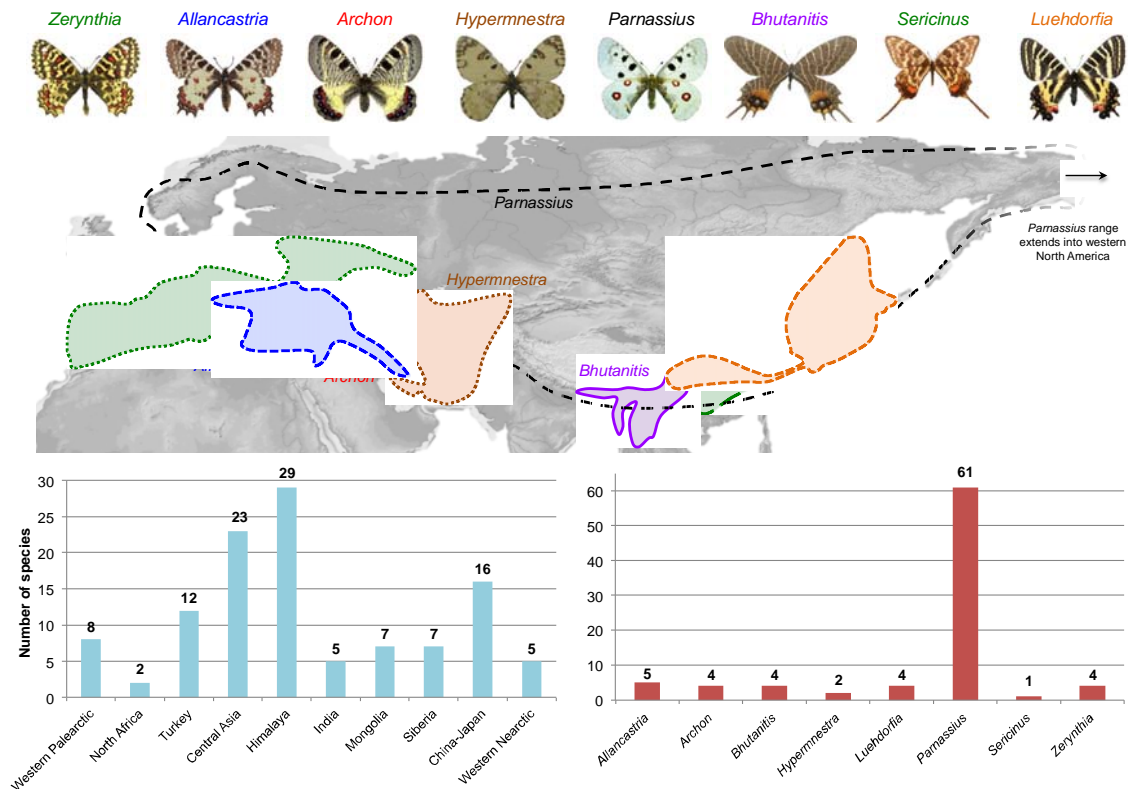 Zerynthia Allancastria Archon Hypermnestra Parnassius Bhutanitis Sericinus Luehdorfia
Parnassius
Parnassius range
extends into western
North America
Hypermnestra
Bhutanitis
Archon
Number of species
30
25
20
15
10
5
0
8
2
12
23
29
5
7
7
16
5
Western Palearctic
North Africa
Turkey
Central Asia
Himalaya
India
Mongolia
Siberia
China-Japan
Western Nearctic
60
50
40
30
20
10
0
5
4
4
2
4
61
1
4
Allancastria
Archon
Bhutanitis
Hypermnestra
Luehdorfia
Parnassius
Sericinus
Zerynthia